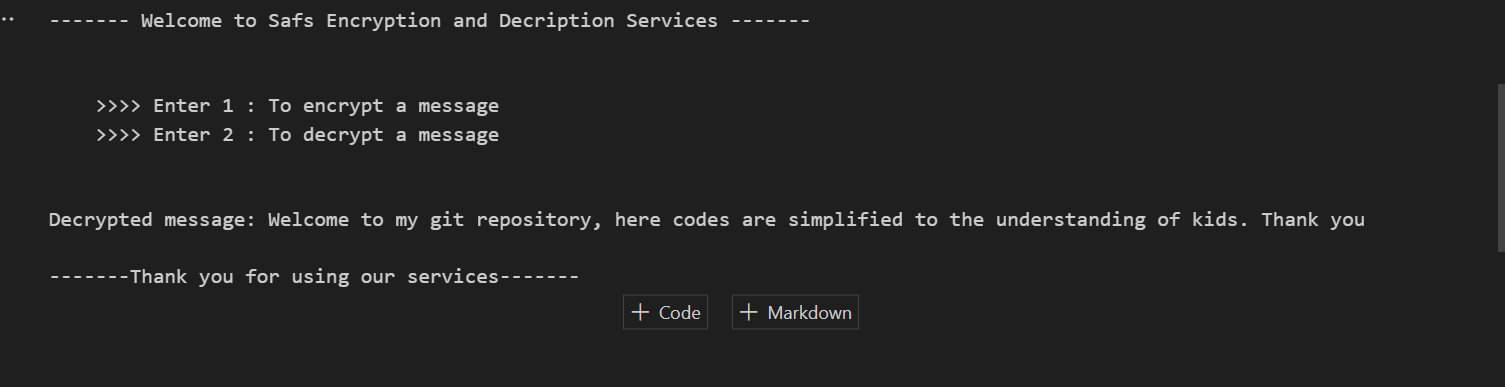 ------- Welcome to Safs Encryption and Decription Services -------
>>>> Enter 1 : To encrypt a message
>>>> Enter 2 : To decrypt a message
Decrypted message: Welcome to my git repository, here codes are simplified to the understanding of kids. Thank you
-------Thank you for using our services-------
+ Code + Markdown